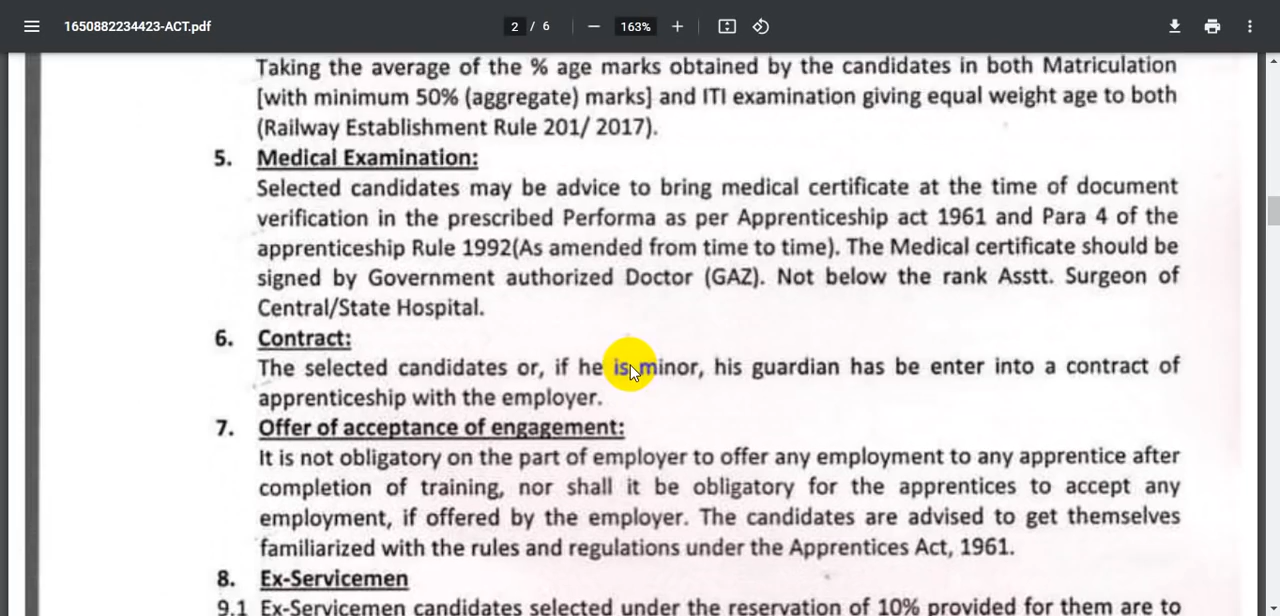 1650882234423-ACT.pdf
2 / 6
163%
Taking the average of the % age marks obtained by the candidates in both Matriculation
[with minimum 50% (aggregate) marks] and ITI examination giving equal weight age to both
(Railway Establishment Rule 201/ 2017).
5. Medical Examination:
Selected candidates may be advice to bring medical certificate at the time of document
verification in the prescribed Performa as per Apprenticeship act 1961 and Para 4 of the
apprenticeship Rule 1992(As amended from time to time). The Medical certificate should be
signed by Government authorized Doctor (GAZ). Not below the rank Asstt. Surgeon of
Central/State Hospital.
6. Contract:
The selected candidates or, if he is minor, his guardian has be enter into a contract of
apprenticeship with the employer.
7. Offer of acceptance of engagement:
It is not obligatory on the part of employer to offer any employment to any apprentice after
completion of training, nor shall it be obligatory for the apprentices to accept any
employment, if offered by the employer. The candidates are advised to get themselves
familiarized with the rules and regulations under the Apprentices Act, 1961.
8. Ex-Servicemen
9.1 Ex-Servicemen candidates selected under the reservation of 10% provided for them are to